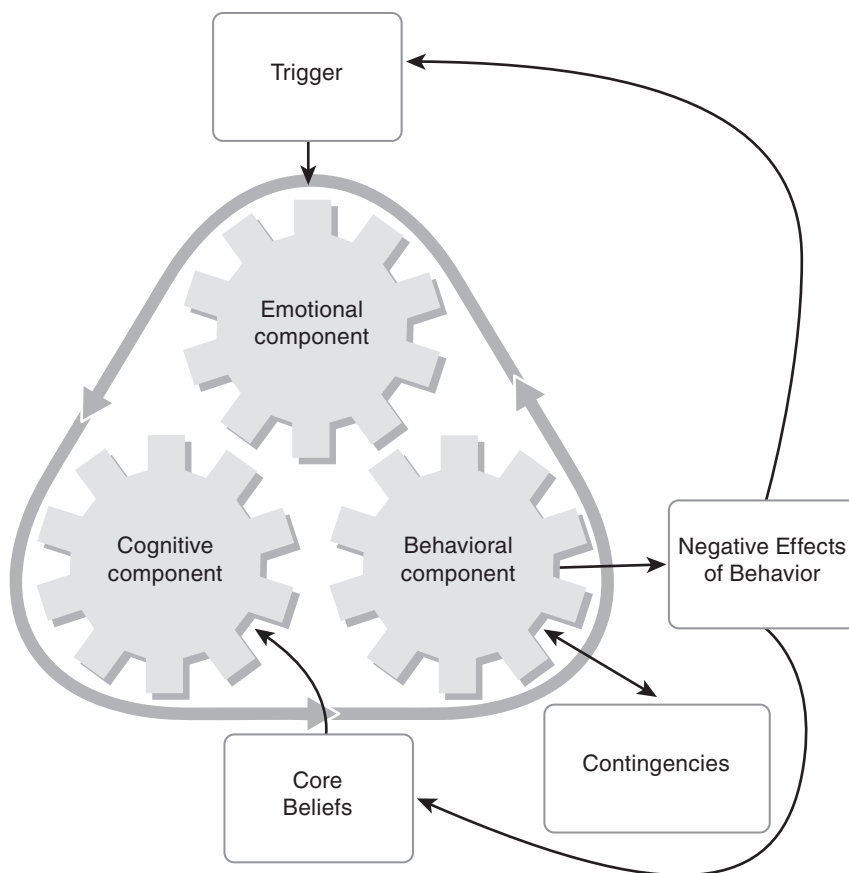 Trigger
Emotional
component
Cognitive
component
Behavioral
component
Negative Effects
of Behavior
Core
Beliefs
Contingencies